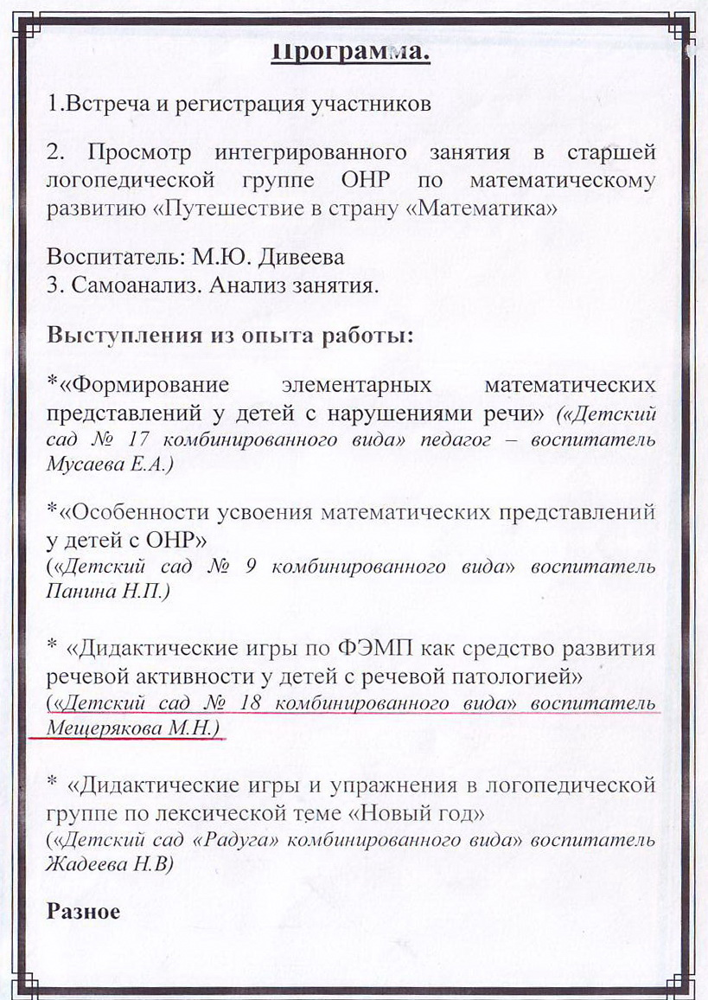 Программа.
1.Встреча и регистрация участников
2. Просмотр интегрированного занятия в старшей
логопедической группе ОНР по математическому
развитию «Путешествие в страну «Математика»
Воспитатель: М.Ю. Дивеева
3. Самоанализ. Анализ занятия.
Выступления из опыта работы:
*«Формирование элементарных математических
представлений у детей с нарушениями речи» («Детский
сад № 17 комбинированного вида» педагог – воспитатель
Мусаева Е.А.)
*«Особенности усвоения математических представлений
у детей с ОНР»
(«Детский сад № 9 комбинированного вида» воспитатель
Панина Н.П.)
* «Дидактические игры по ФЭМП как средство развития
речевой активности у детей с речевой патологией»
(«Детский сад № 18 комбинированного вида» воспитатель
Мещерякова М.Н.)
* «Дидактические игры и упражнения в логопедической
группе по лексической теме «Новый год»
(«Детский сад «Радуга» комбинированного вида» воспитатель
Жадеева Н.В)
Разное